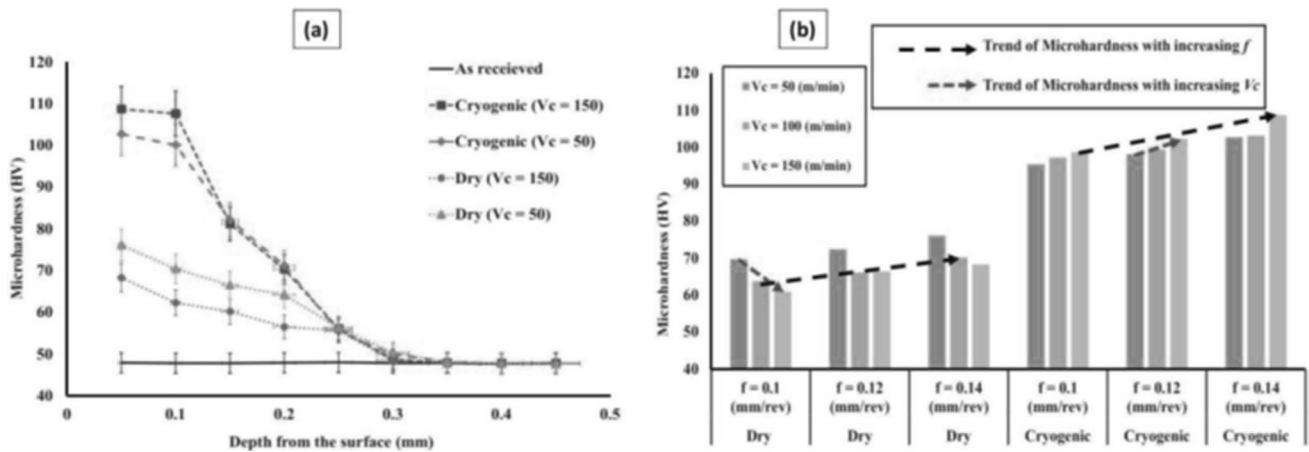 (a)
120
110
100
90
80
70
60
50
40
Microhardness (HV)
0
0.1
0.2
0.3
0.4
0.5
Depth from the surface (mm)
As receieved
Cryogenic (Vc = 150)
Cryogenic (Vc = 50)
Dry (Vc = 150)
Dry (Vc = 50)
(b)
Trend of Microhardness with increasing f
Trend of Microhardness with increasing Vc
Vc = 50 (m/min)
Vc = 100 (m/min)
Vc = 150 (m/min)
120
110
100
90
80
70
60
50
40
Microhardness (HV)
f = 0.1 f = 0.12 f = 0.14 f = 0.1 f = 0.12 f = 0.14
(mm/rev) (mm/rev) (mm/rev) (mm/rev) (mm/rev) (mm/rev)
Dry Dry Dry Cryogenic Cryogenic Cryogenic